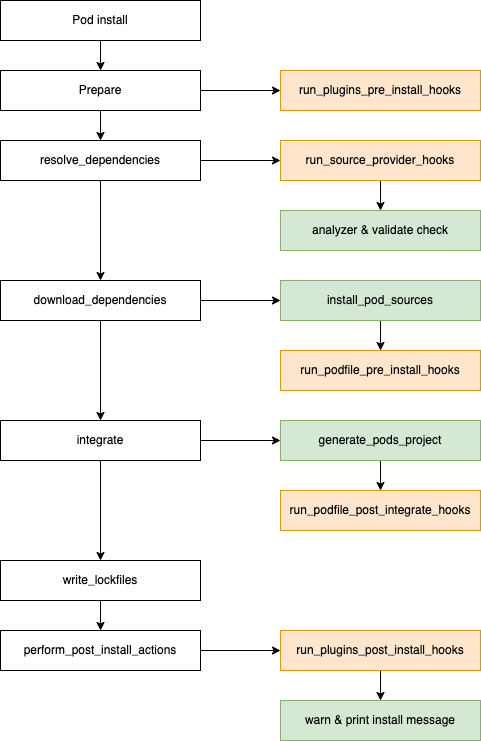 Pod install
Prepare
run_plugins_pre_install_hooks
resolve_dependencies
run_source_provider_hooks
analyzer & validate check
download_dependencies
install_pod_sources
run_podfile_pre_install_hooks
integrate
generate_pods_project
run_podfile_post_integrate_hooks
write_lockfiles
perform_post_install_actions
run_plugins_post_install_hooks
warn & print install message